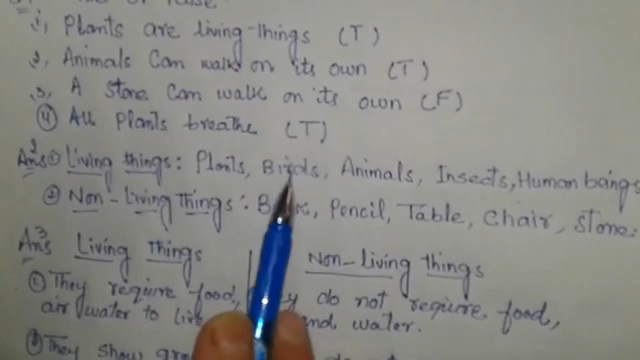 i, Plants are living-things (T)
2, Animals Can walk on its own (T)
3, A Stone Can walk on its own (F)
④ All Plants breathe (T)
Ans 2 ① Living things: Plants, Birds, Animals, Insects, Human beings
② Non-Living Things: Pencil, Table, Chair, Stone.
Ans 3 Living Things Non-living things
① They require food, do not require food,
air water to live and water.
② They show